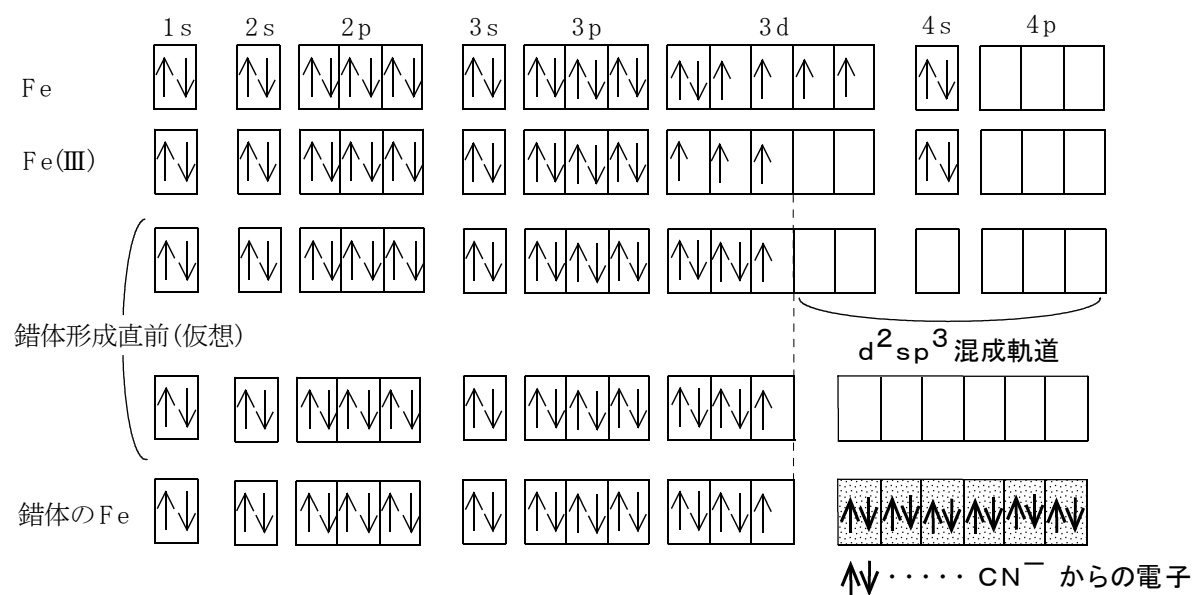 1s 2s 2p 3s 3p 3d 4s 4p
Fe
Fe(Ⅲ)
錯体形成直前(仮想)
d²sp³混成軌道
錯体のFe
⇅ ····· CN⁻ からの電子